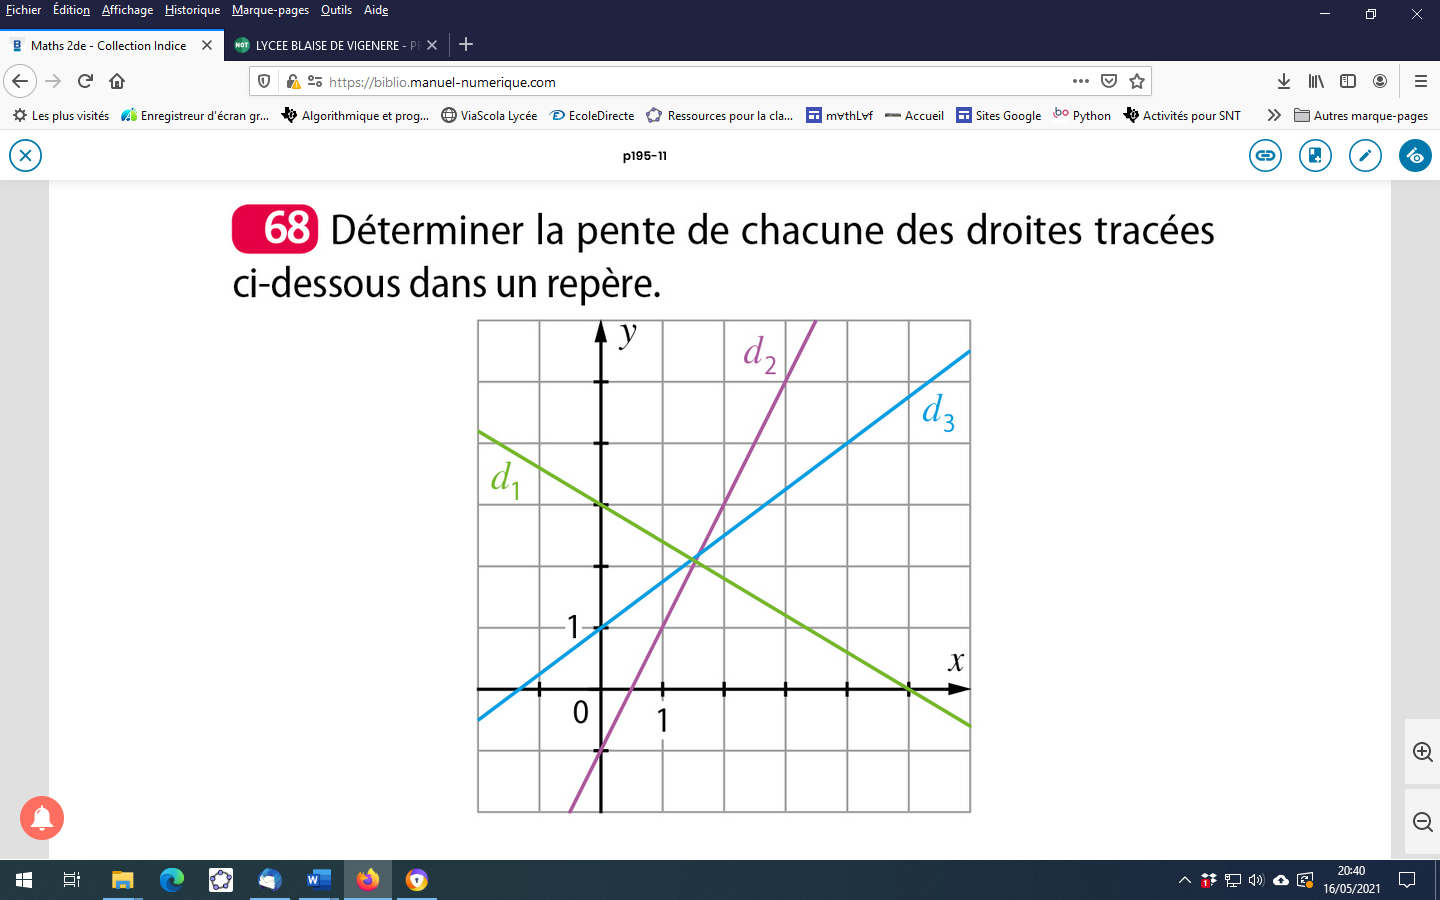 Fichier Édition Affichage Historique Marque-pages Outils Aide
Maths 2de - Collection Indice
LYCEE BLAISE DE VIGENERE - P
https://biblio.manuel-numerique.com
Les plus visités Enregistreur d'écran gr... Algorithmique et prog... ViaScola Lycée EcoleDirecte Ressources pour la cla... m∀thL∀f Accueil Sites Google Python Activités pour SNT Autres marque-pages
p195-11
68 Déterminer la pente de chacune des droites tracées
ci-dessous dans un repère.
y
d2
d3
d1
1
x
0
1
20:40
16/05/2021